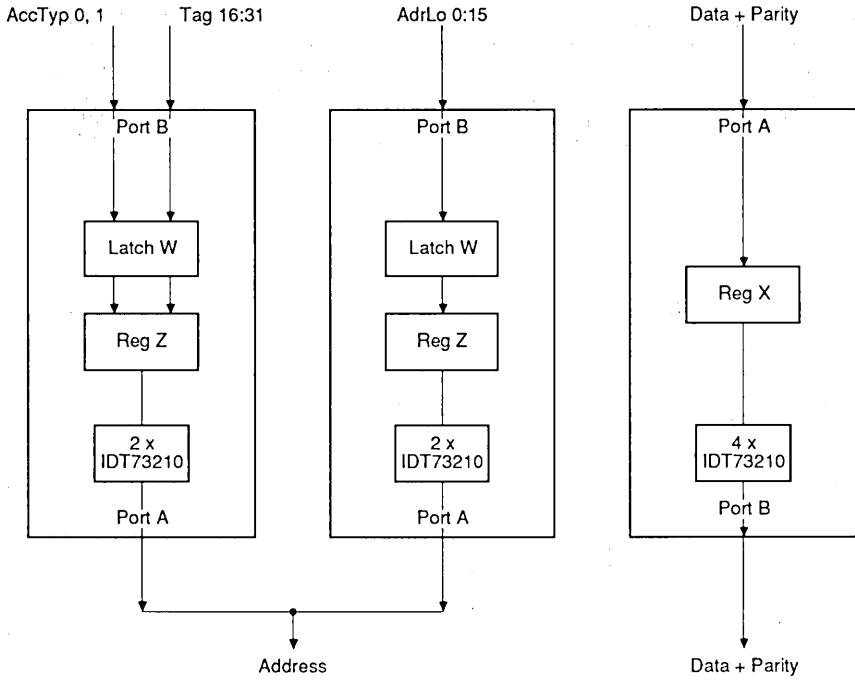 AccTyp 0, 1
Tag 16:31
AdrLo 0:15
Data + Parity
Port B
Port B
Port A
Latch W
Latch W
Reg X
Reg Z
Reg Z
2 x
IDT73210
2 x
IDT73210
4 x
IDT73210
Port A
Port A
Port B
Address
Data + Parity